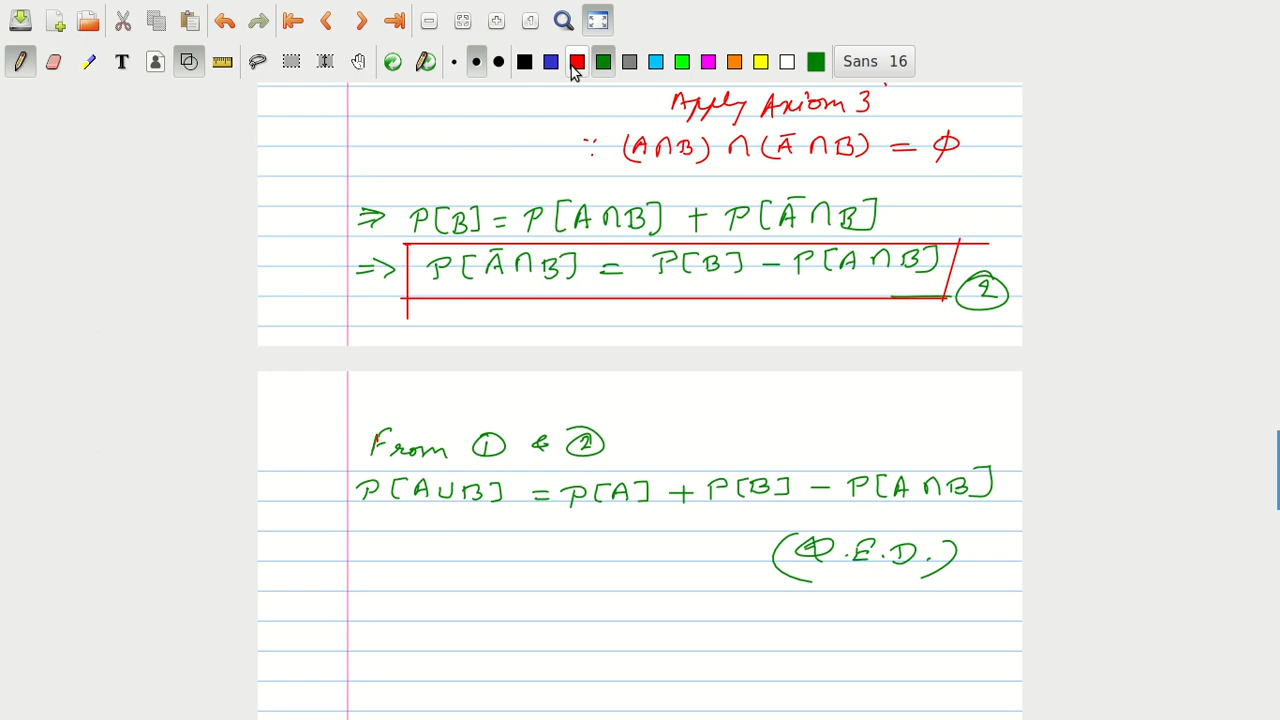 Sans 16
Apply Axiom 3
∵ (A∩B) ∩ (Ā∩B) = φ
⇒ P[B] = P[A∩B] + P[Ā∩B]
=> P[Ā∩B] = P[B] - P[A∩B]
②
From ① & ②
P[A∪B] = P[A] + P[B] - P[A∩B]
(Q.E.D.)